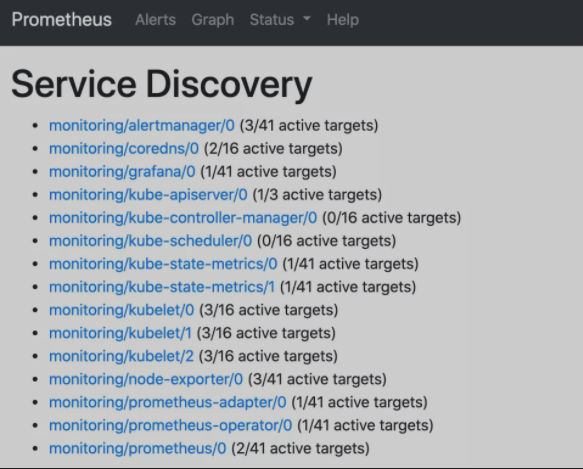 Prometheus Alerts Graph Status Help
Service Discovery
monitoring/alertmanager/0 (3/41 active targets)
monitoring/coredns/0 (2/16 active targets)
monitoring/grafana/0 (1/41 active targets)
monitoring/kube-apiserver/0 (1/3 active targets)
monitoring/kube-controller-manager/0 (0/16 active targets)
monitoring/kube-scheduler/0 (0/16 active targets)
monitoring/kube-state-metrics/0 (1/41 active targets)
monitoring/kube-state-metrics/1 (1/41 active targets)
monitoring/kubelet/0 (3/16 active targets)
monitoring/kubelet/1 (3/16 active targets)
monitoring/kubelet/2 (3/16 active targets)
monitoring/node-exporter/0 (3/41 active targets)
monitoring/prometheus-adapter/0 (1/41 active targets)
monitoring/prometheus-operator/0 (1/41 active targets)
monitoring/prometheus/0 (2/41 active targets)